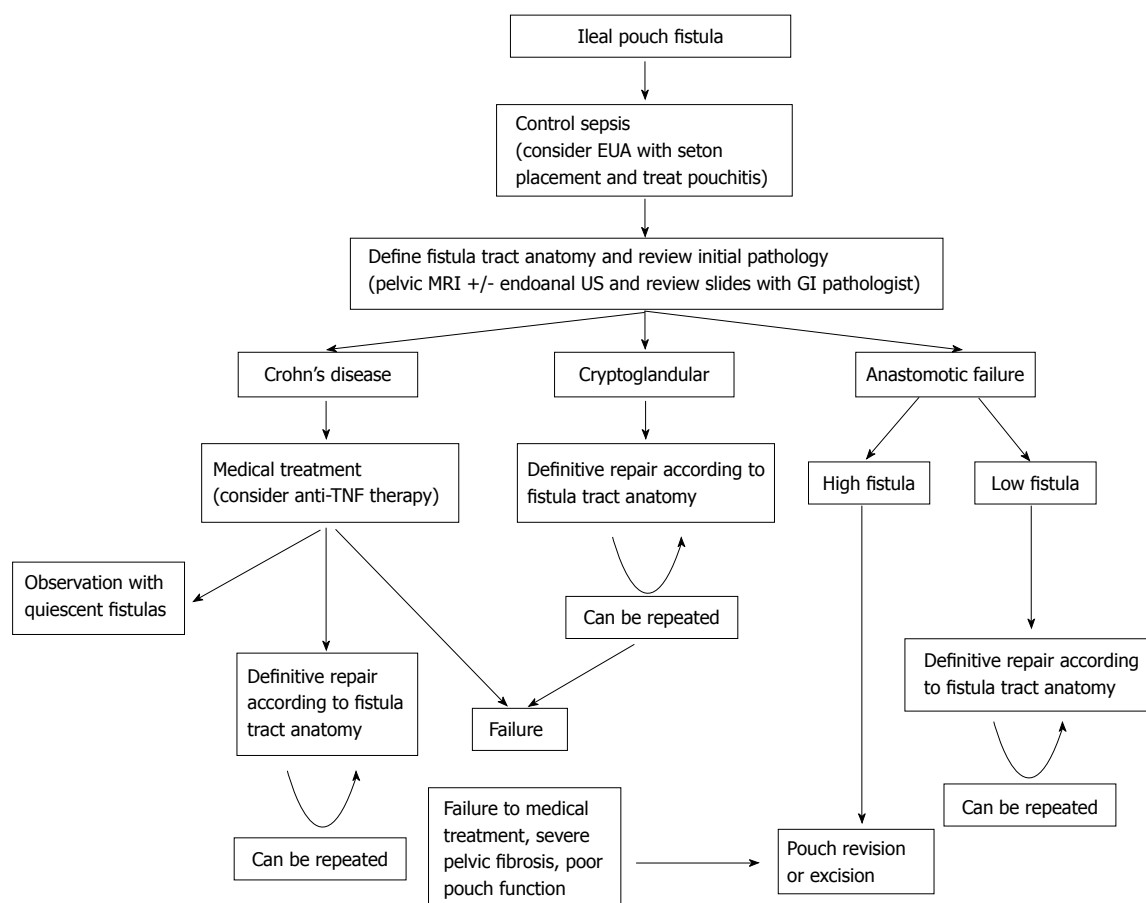 Ileal pouch fistula
Control sepsis
(consider EUA with seton
placement and treat pouchitis)
Define fistula tract anatomy and review initial pathology
(pelvic MRI +/- endoanal US and review slides with GI pathologist)
Crohn's disease
Cryptoglandular
Anastomotic failure
Medical treatment
(consider anti-TNF therapy)
Definitive repair according to
fistula tract anatomy
High fistula
Low fistula
Observation with
quiescent fistulas
Can be repeated
Definitive repair
according to fistula
tract anatomy
Failure
Definitive repair according
to fistula tract anatomy
Can be repeated
Failure to medical
treatment, severe
pelvic fibrosis, poor
pouch function
Pouch revision
or excision
Can be repeated